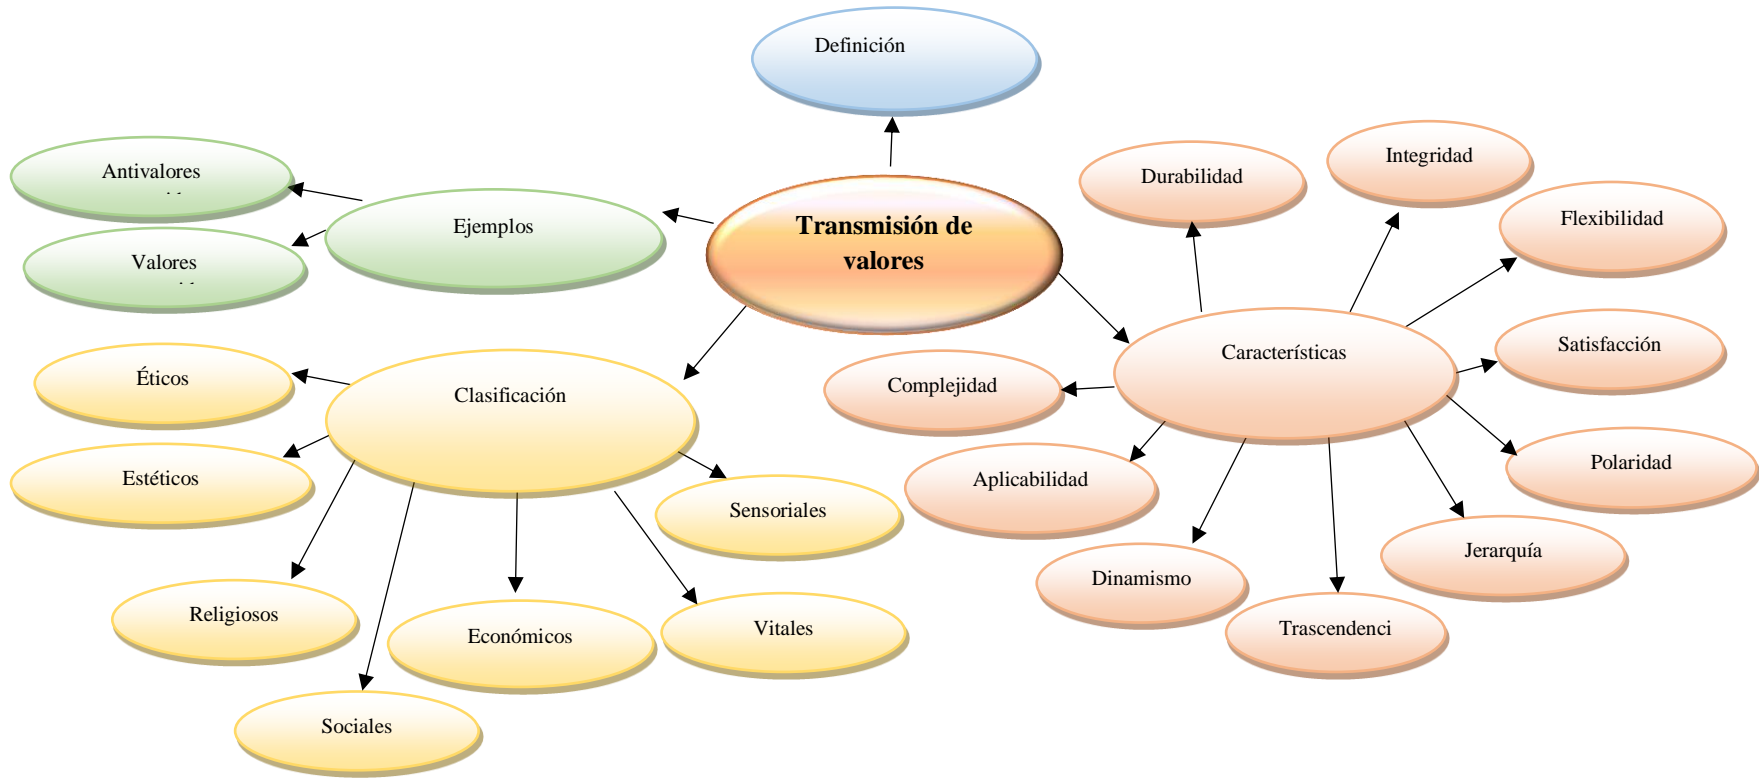 Definición
Antivalores
Valores
Ejemplos
Transmisión de
valores
Durabilidad
Integridad
Flexibilidad
Satisfacción
Características
Complejidad
Aplicabilidad
Polaridad
Jerarquía
Dinamismo
Trascendenci
Clasificación
Éticos
Estéticos
Religiosos
Sociales
Económicos
Vitales
Sensoriales